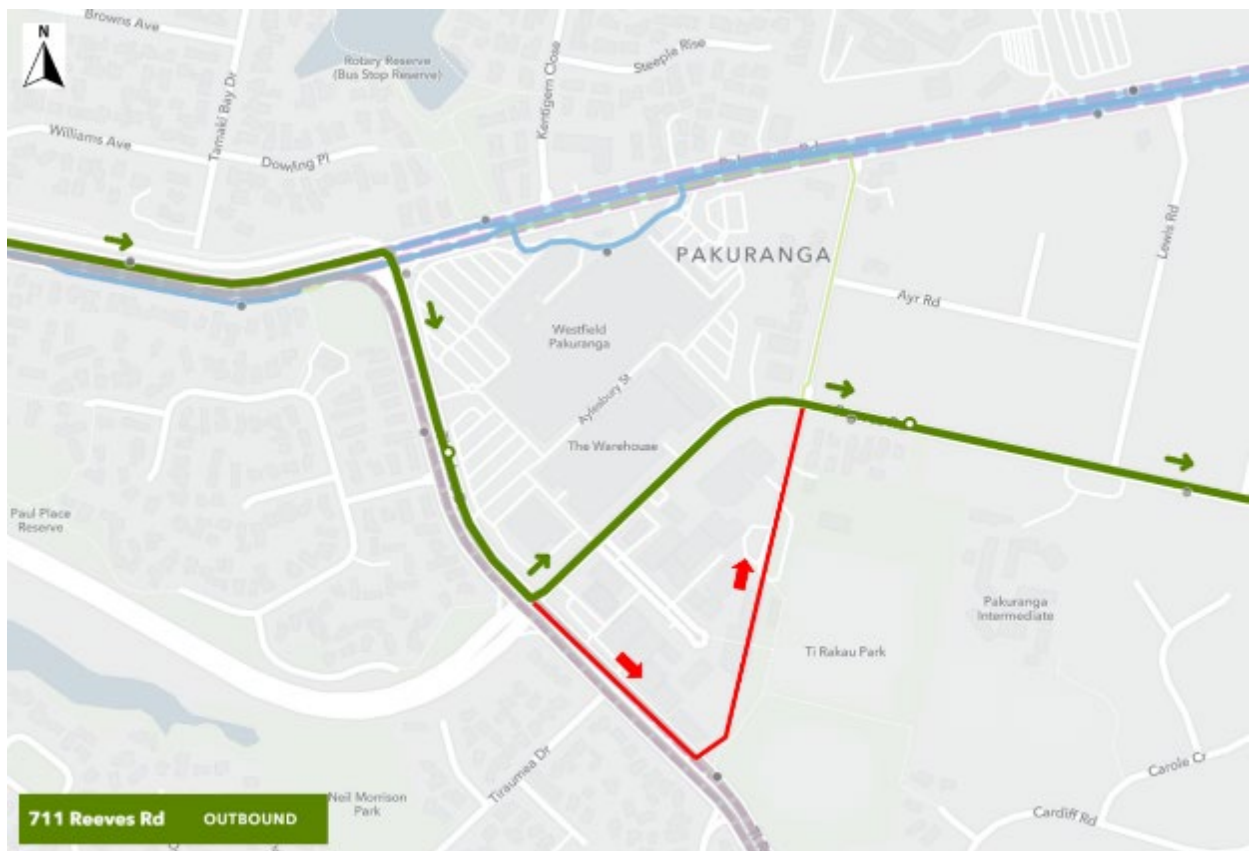 Browns Ave
N
Tamaki Bay Dr
Rotary Reserve
(Bus Stop Reserve)
Kentigern Close
Steeple Rise
Williams Ave
Dowling Pl
Lewis Rd
PAKURANGA
Ayr Rd
Westfield
Pakuranga
Aylesbury St
The Warehouse
Paul Place
Reserve
Pakuranga
Intermediate
Ti Rakau Park
Tiraumea Dr
Neil Morrison
Park
Carole Cr
Cardiff Rd
711 Reeves Rd OUTBOUND